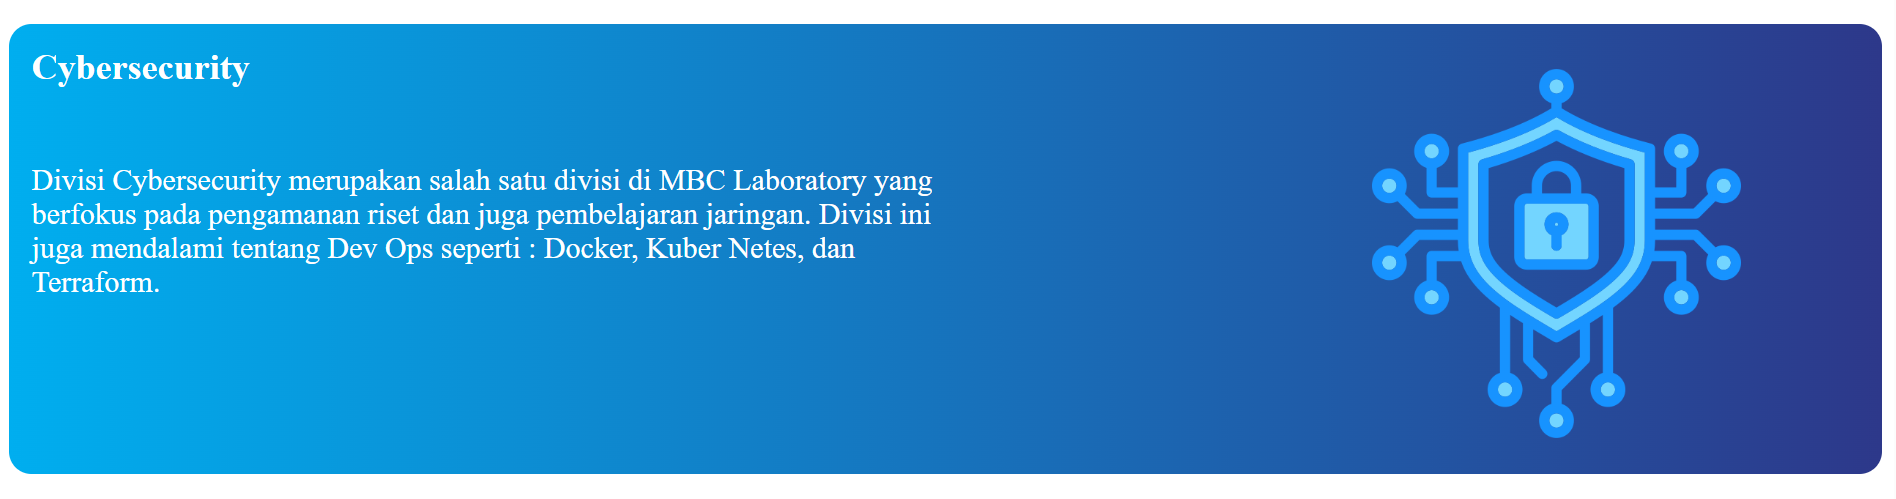 Cybersecurity
Divisi Cybersecurity merupakan salah satu divisi di MBC Laboratory yang
berfokus pada pengamanan riset dan juga pembelajaran jaringan. Divisi ini
juga mendalami tentang Dev Ops seperti : Docker, Kuber Netes, dan
Terraform.